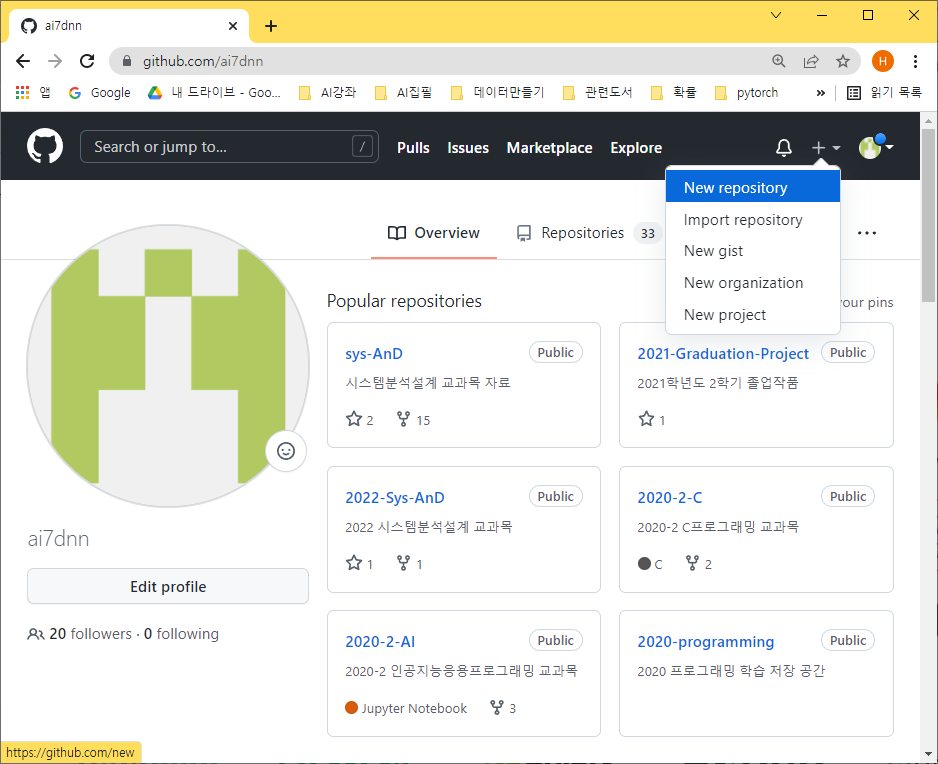 ai7dnn
github.com/ai7dnn
H
앱
Google
내 드라이브 - Goo...
AI강좌
AI집필
데이터만들기
관련도서
확률
pytorch
»
읽기 목록
Search or jump to...
/
Pulls
Issues
Marketplace
Explore
New repository
Import repository
New gist
New organization
New project
Overview
Repositories 33
...
Popular repositories
your pins
sys-AnD Public
시스템분석설계 교과목 자료
2 15
2021-Graduation-Project Public
2021학년도 2학기 졸업작품
1
2022-Sys-AnD Public
2022 시스템분석설계 교과목
1 1
2020-2-C Public
2020-2 C프로그래밍 교과목
C 2
ai7dnn
Edit profile
20 followers · 0 following
2020-2-AI Public
2020-2 인공지능응용프로그래밍 교과목
Jupyter Notebook 3
2020-programming Public
2020 프로그래밍 학습 저장 공간
https://github.com/new